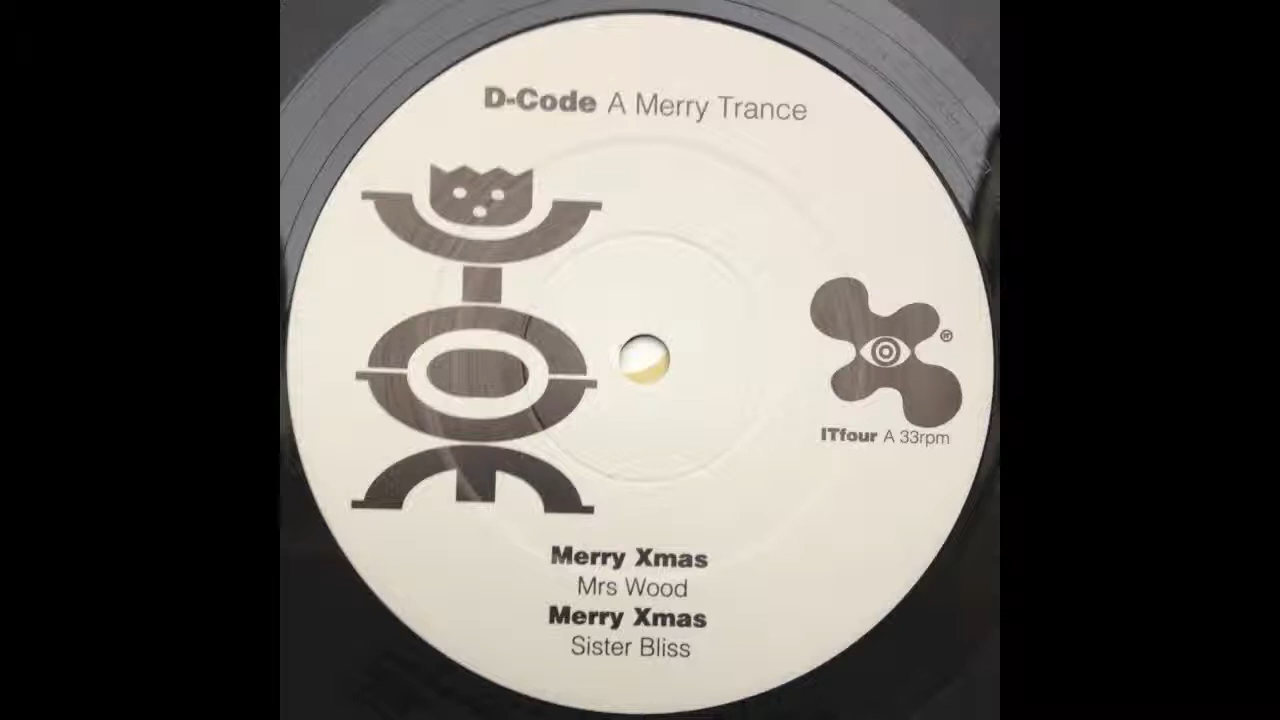 D-Code A Merry Trance
ITfour A 33rpm
Merry Xmas
Mrs Wood
Merry Xmas
Sister Bliss